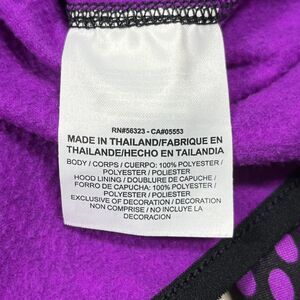 RN#56323 - CA#05553
MADE IN THAILAND/FABRIQUE EN
THAILANDE/HECHO EN TAILANDIA
BODY / CORPS / CUERPO: 100% POLYESTER /
POLYESTER / POLIESTER
HOOD LINING / DOUBLURE DE CAPUCHE /
FORRO DE CAPUCHA: 100% POLYESTER /
POLYESTER / POLIESTER
EXCLUSIVE OF DECORATION / DECORATION
NON COMPRISE / NO INCLUYE LA
DECORACION